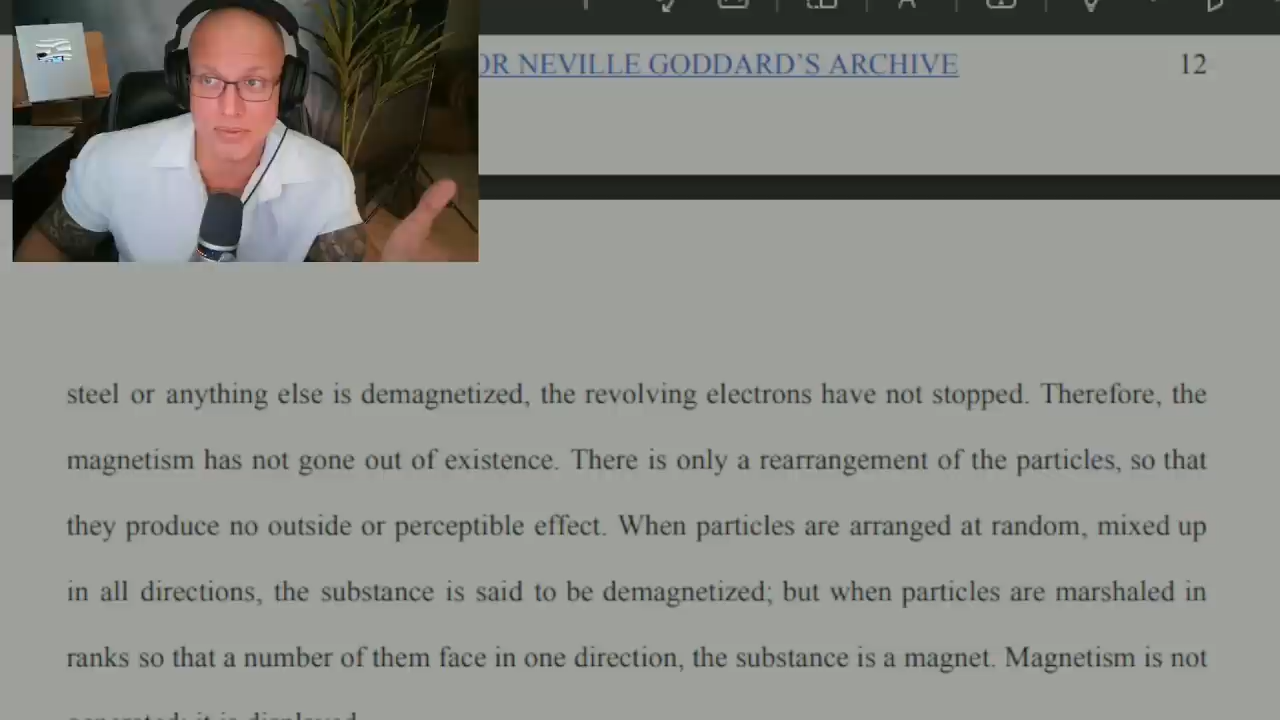 OR NEVILLE GODDARD'S ARCHIVE 12
steel or anything else is demagnetized, the revolving electrons have not stopped. Therefore, the
magnetism has not gone out of existence. There is only a rearrangement of the particles, so that
they produce no outside or perceptible effect. When particles are arranged at random, mixed up
in all directions, the substance is said to be demagnetized; but when particles are marshaled in
ranks so that a number of them face in one direction, the substance is a magnet. Magnetism is not